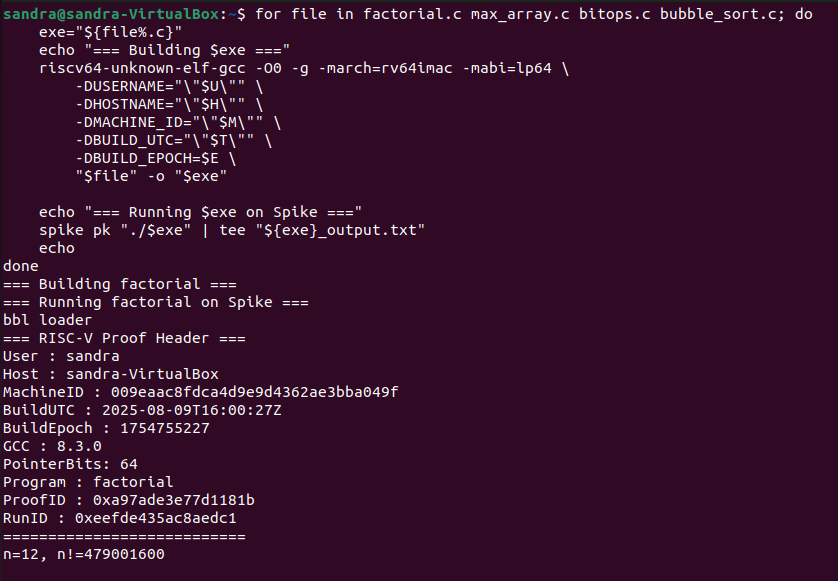 sandra@sandra-VirtualBox:~$ for file in factorial.c max_array.c bitops.c bubble_sort.c; do
    exe="${file%.c}"
    echo "=== Building $exe ==="
    riscv64-unknown-elf-gcc -O0 -g -march=rv64imac -mabi=lp64 \
        -DUSERNAME="\"$U\"" \
        -DHOSTNAME="\"$H\"" \
        -DMACHINE_ID="\"$M\"" \
        -DBUILD_UTC="\"$T\"" \
        -DBUILD_EPOCH=$E \
        "$file" -o "$exe"
    echo "=== Running $exe on Spike ==="
    spike pk "./$exe" | tee "${exe}_output.txt"
    echo
done
=== Building factorial ===
=== Running factorial on Spike ===
bbl loader
=== RISC-V Proof Header ===
User : sandra
Host : sandra-VirtualBox
MachineID : 009eaac8fdca4d9e9d4362ae3bba049f
BuildUTC : 2025-08-09T16:00:27Z
BuildEpoch : 1754755227
GCC : 8.3.0
PointerBits: 64
Program : factorial
ProofID : 0xa97ade3e77d1181b
RunID : 0xeefde435ac8aedc1
===========================
n=12, n!=479001600